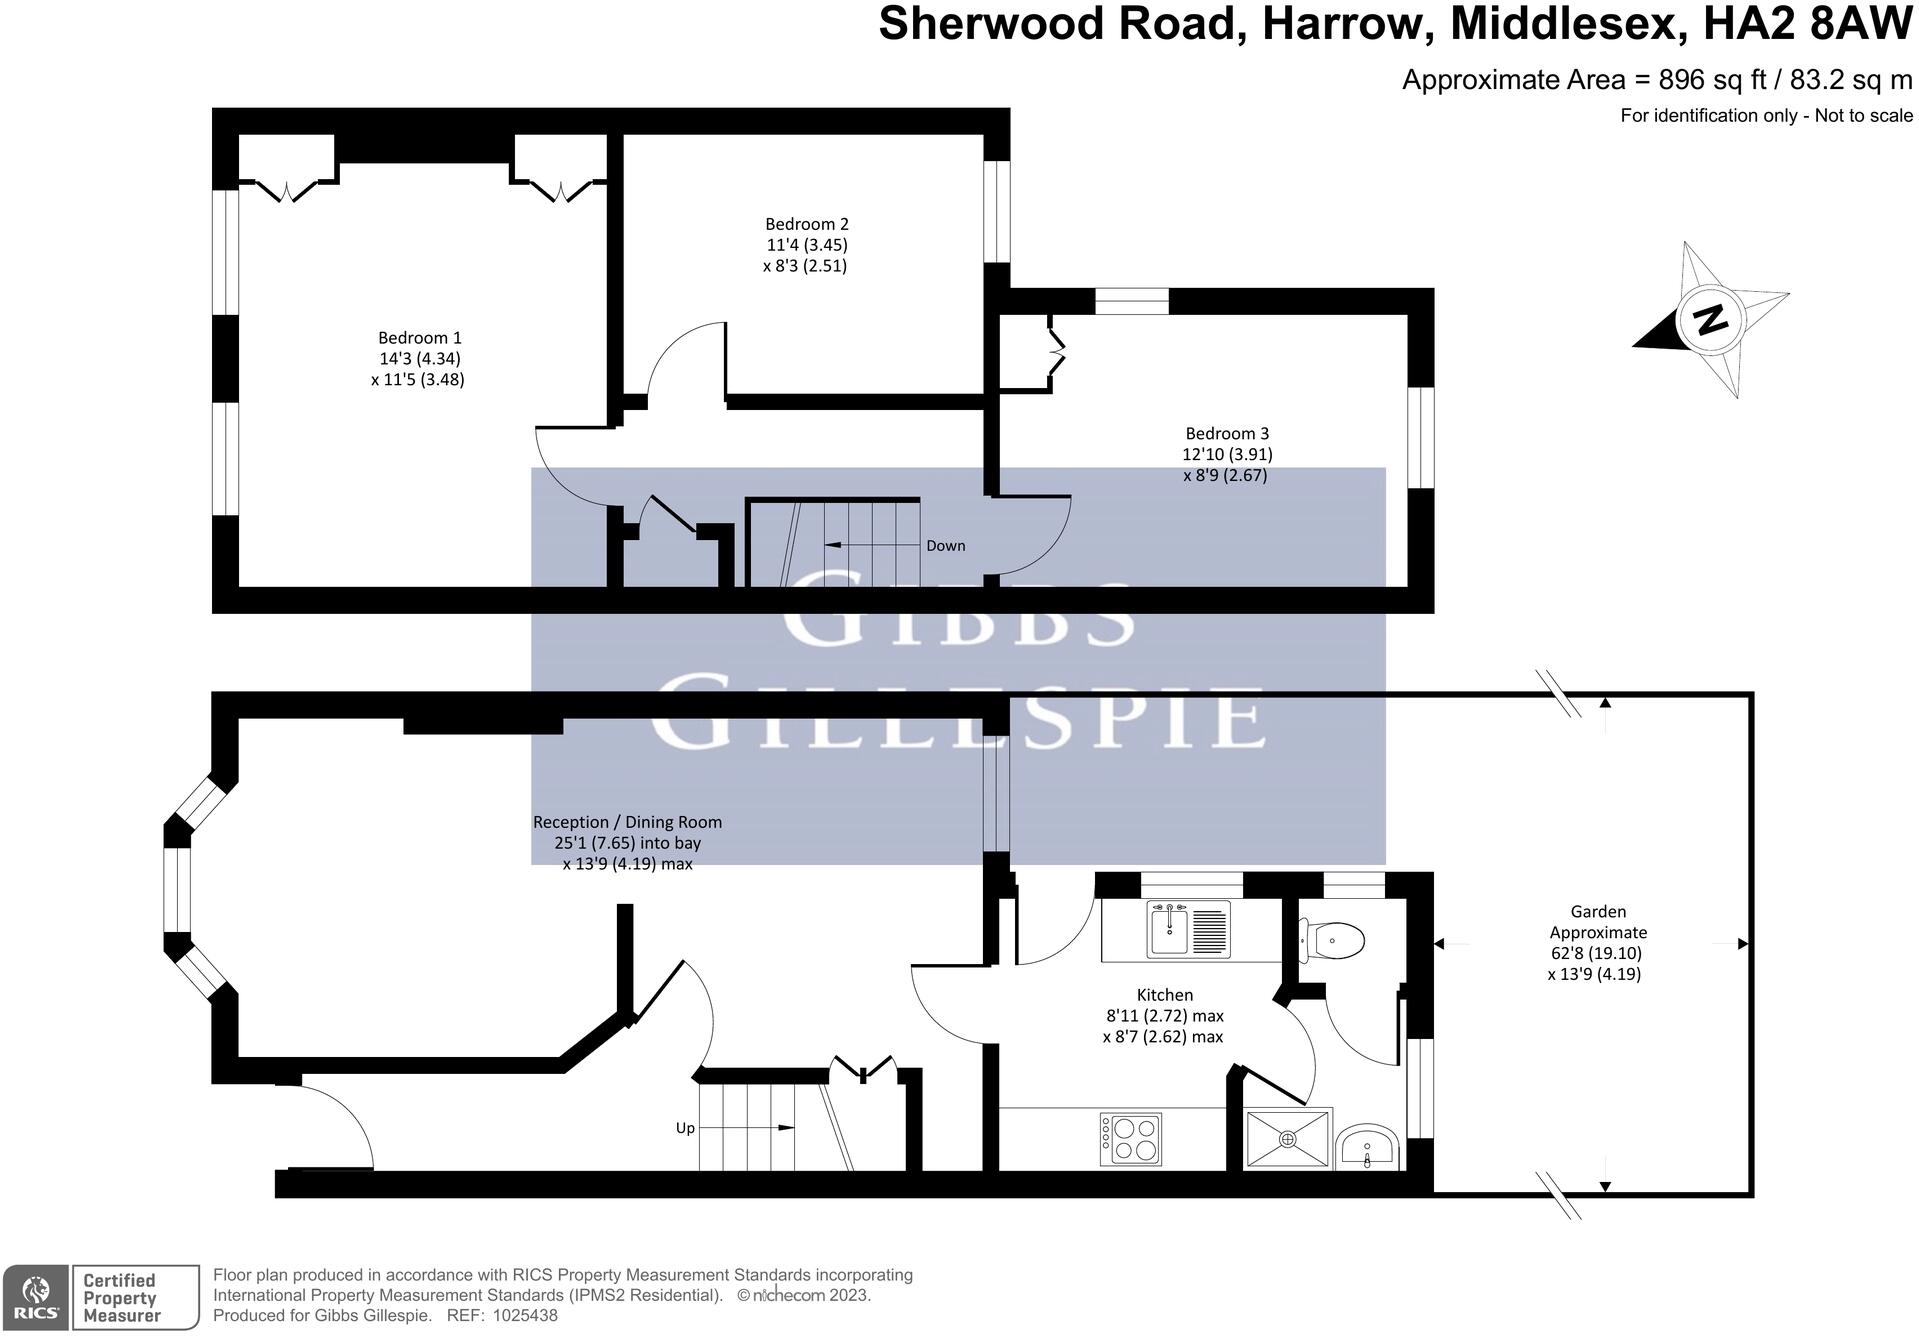 Sherwood Road, Harrow, Middlesex, HA2 8AW
Approximate Area = 896 sq ft / 83.2 sq m
For identification only - Not to scale
Bedroom 2
11'4 (3.45)
x 8'3 (2.51)
N
Bedroom 1
14'3 (4.34)
x 11'5 (3.48)
Bedroom 3
12'10 (3.91)
x 8'9 (2.67)
Down
GIBBS
GILLESPIE
Reception / Dining Room
25'1 (7.65) into bay
x 13'9 (4.19) max
Garden
Approximate
62'8 (19.10)
x 13'9 (4.19)
Kitchen
8'11 (2.72) max
x 8'7 (2.62) max
Up
RICS
Certified
Property
Measurer
Floor plan produced in accordance with RICS Property Measurement Standards incorporating
International Property Measurement Standards (IPMS2 Residential). © nichecom 2023.
Produced for Gibbs Gillespie. REF: 1025438